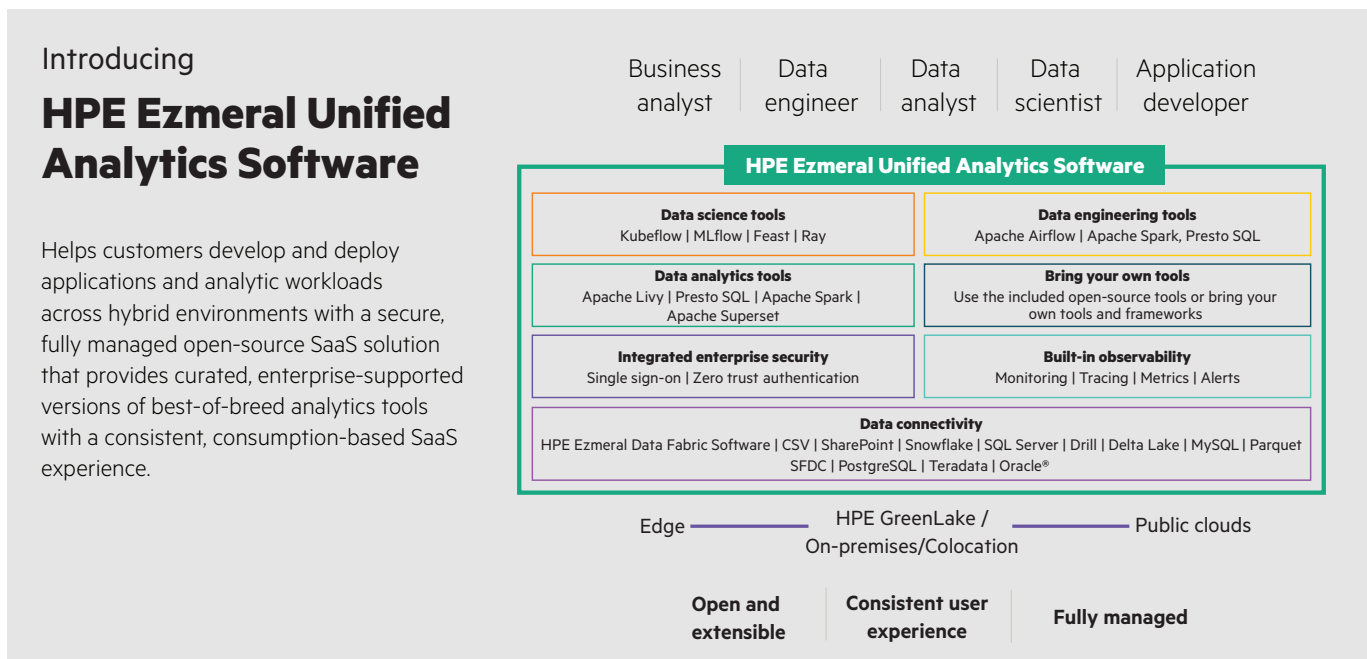 Introducing
HPE Ezmeral Unified
Analytics Software
Helps customers develop and deploy
applications and analytic workloads
across hybrid environments with a secure,
fully managed open-source SaaS solution
that provides curated, enterprise-supported
versions of best-of-breed analytics tools
with a consistent, consumption-based SaaS
experience.
Business
analyst
Data
engineer
Data
analyst
Data
scientist
Application
developer
HPE Ezmeral Unified Analytics Software
Data science tools
Kubeflow | MLflow | Feast | Ray
Data engineering tools
Apache Airflow | Apache Spark, Presto SQL
Data analytics tools
Apache Livy | Presto SQL | Apache Spark |
Apache Superset
Bring your own tools
Use the included open-source tools or bring your
own tools and frameworks
Integrated enterprise security
Single sign-on | Zero trust authentication
Built-in observability
Monitoring | Tracing | Metrics | Alerts
Data connectivity
HPE Ezmeral Data Fabric Software | CSV | SharePoint | Snowflake | SQL Server | Drill | Delta Lake | MySQL | Parquet
SFDC | PostgreSQL | Teradata | Oracle®
Edge
HPE GreenLake /
On-premises/Colocation
Public clouds
Open and
extensible
Consistent user
experience
Fully managed